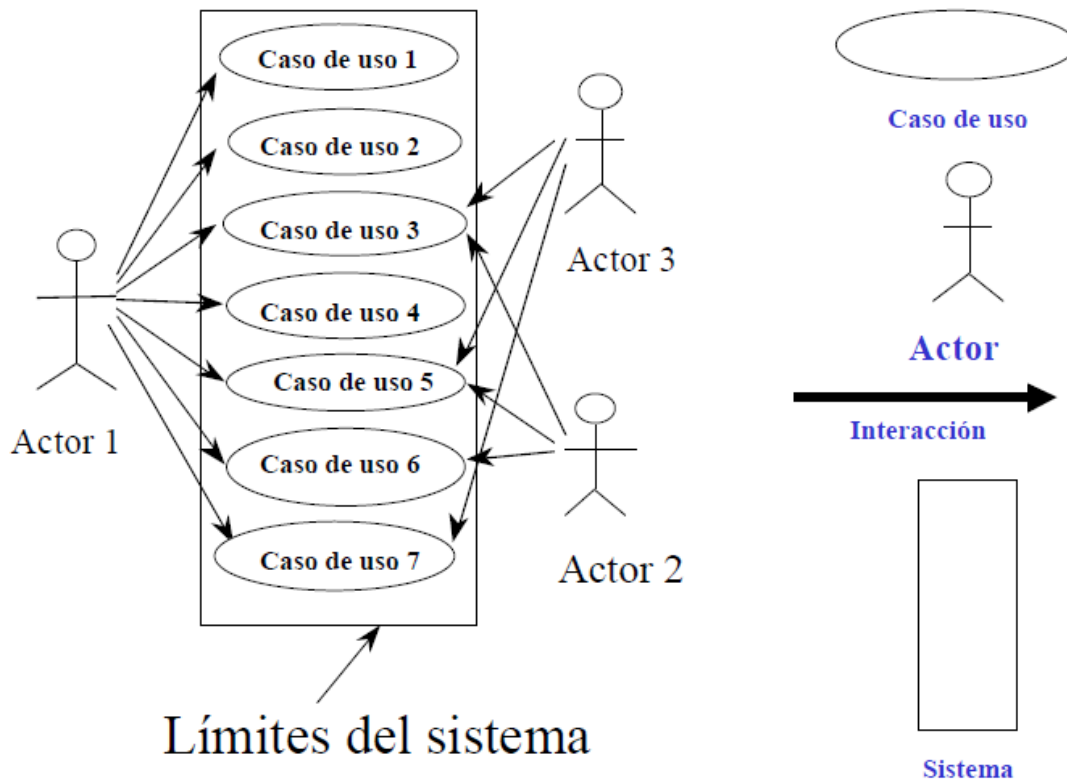 Caso de uso 1
Caso de uso 2
Caso de uso 3
Caso de uso 4
Caso de uso 5
Caso de uso 6
Caso de uso 7
Actor 1
Actor 3
Actor 2
Límites del sistema
Caso de uso
Actor
Interacción
Sistema